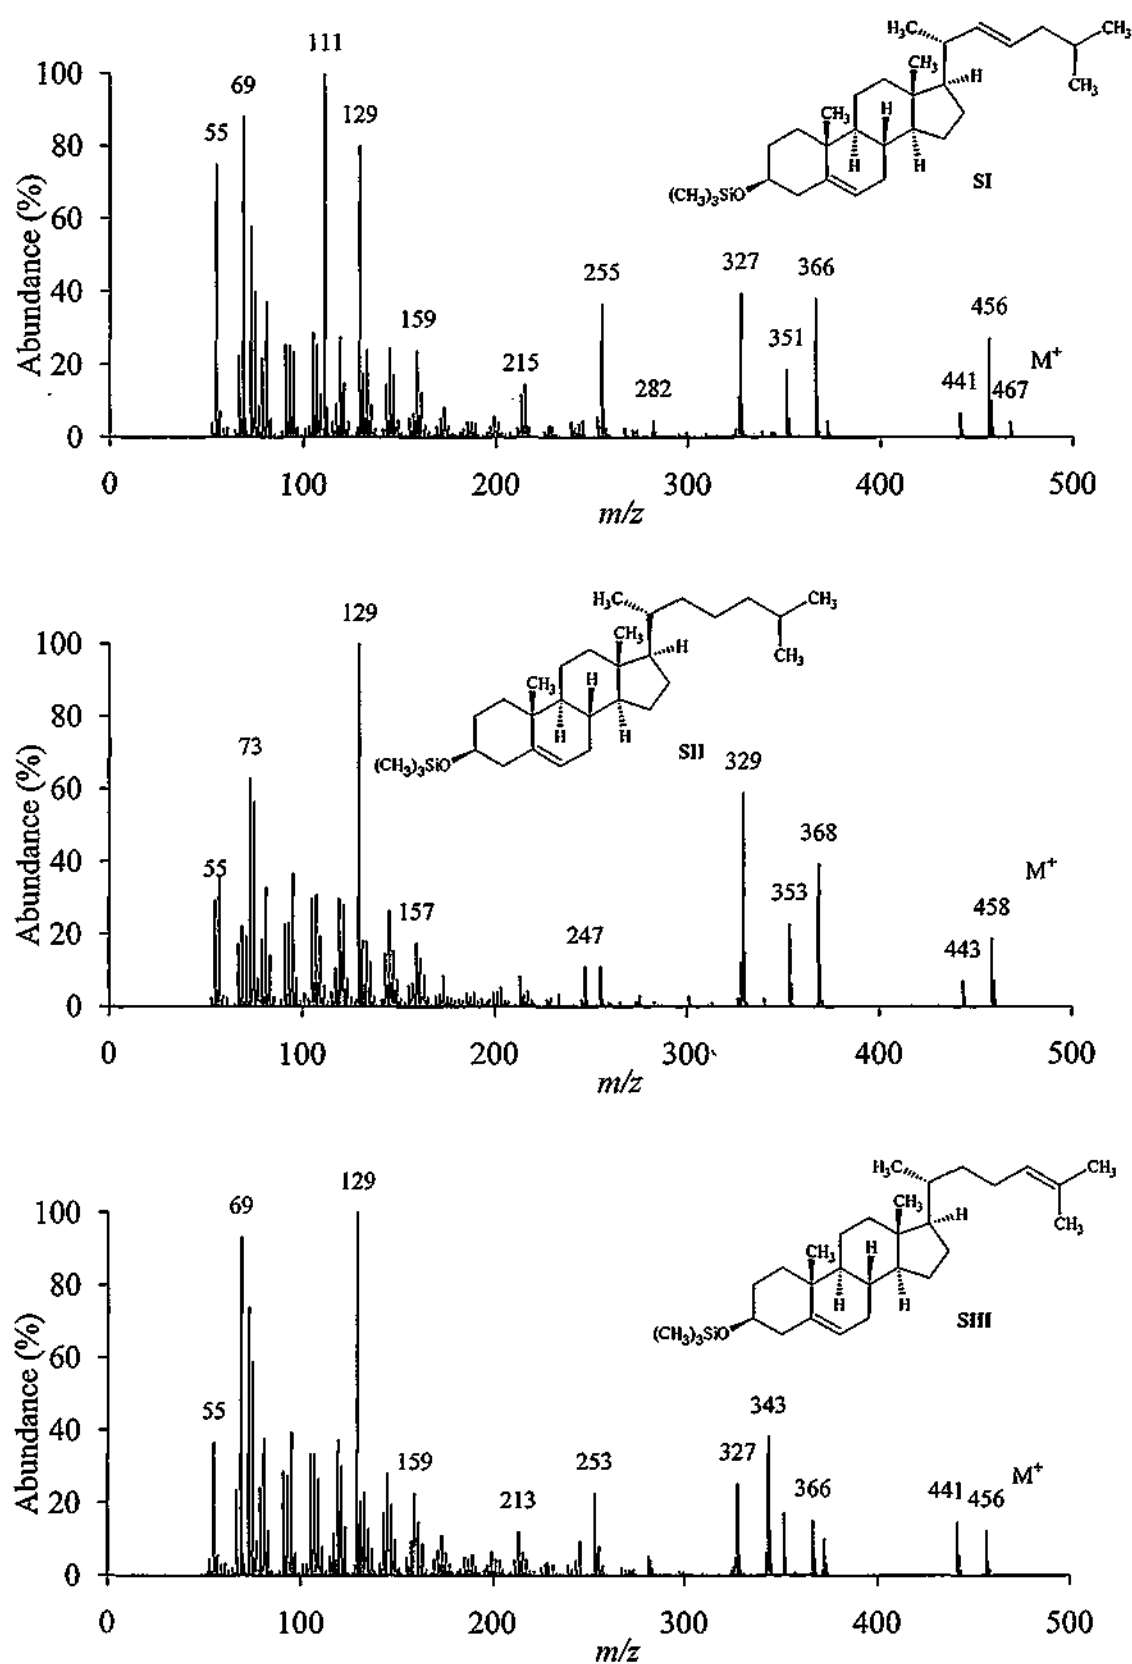 111
100
69
129
55
80
60
40
20
0
Abundance (%)
159
215
255
282
327
351
366
441
456
467
M⁺
H₃C
CH₃
CH₃
CH₃
H
CH₃
H
H
H
(CH₃)₃SiO
SI
0 100 200 300 400 500
m/z
129
100
80
60
40
20
0
Abundance (%)
73
55
157
247
329
353
368
443
458
M⁺
H₃C
CH₃
CH₃
CH₃
H
CH₃
H
H
H
(CH₃)₃SiO
SII
0 100 200 300 400 500
m/z
129
69
100
80
60
40
20
0
Abundance (%)
55
159
213
253
327
343
366
441
456
M⁺
H₃C
CH₃
CH₃
CH₃
H
CH₃
H
H
H
(CH₃)₃SiO
SIII
0 100 200 300 400 500
m/z